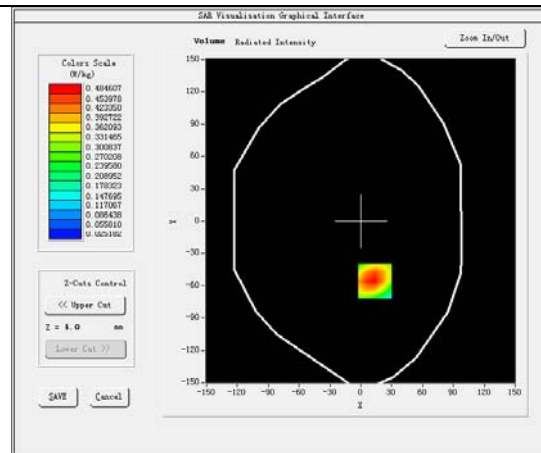 SAR Visualisation Graphical Interface
Volume Radiated Intensity
Zoom In/Out
Colors Scale
(W/kg)
0.484607
0.453978
0.423350
0.392722
0.362093
0.331465
0.300837
0.270208
0.239580
0.208952
0.178323
0.147695
0.117067
0.086438
0.055810
0.025182
Z-Cuts Control
<< Upper Cut
Z = 4.0 mm
Lower Cut >>
SAVE
Cancel
150
120
90
60
30
0
-30
-60
-90
-120
-150
Y
-150 -120 -90 -60 -30 0 30 60 90 120 150
X